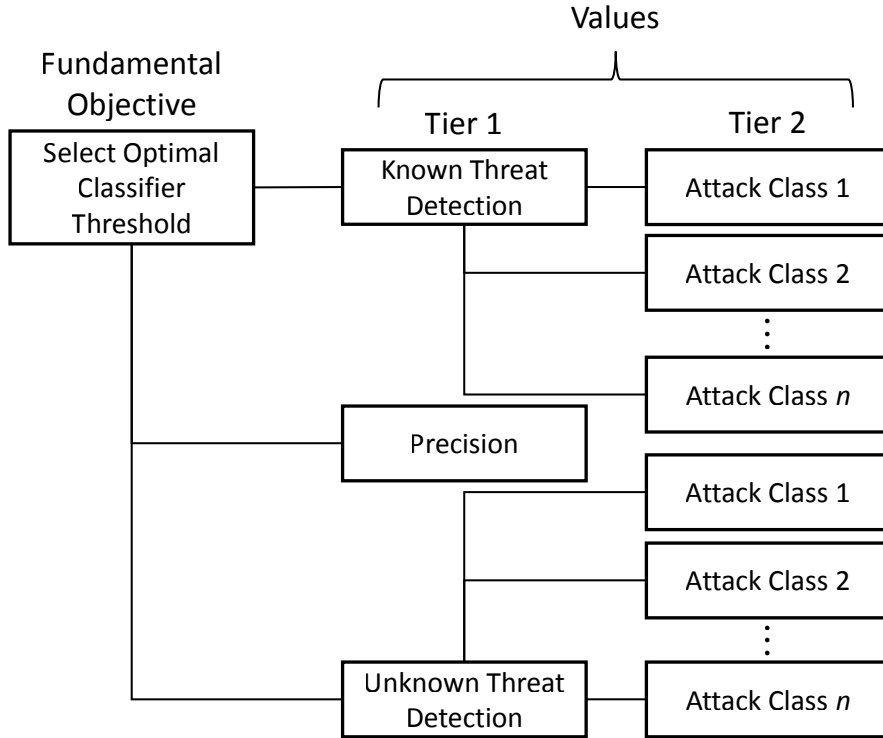 Values
Fundamental
Objective
Tier 1
Tier 2
Select Optimal
Classifier
Threshold
Known Threat
Detection
Attack Class 1
Attack Class 2
⋮
Attack Class n
Precision
Attack Class 1
Attack Class 2
⋮
Unknown Threat
Detection
Attack Class n